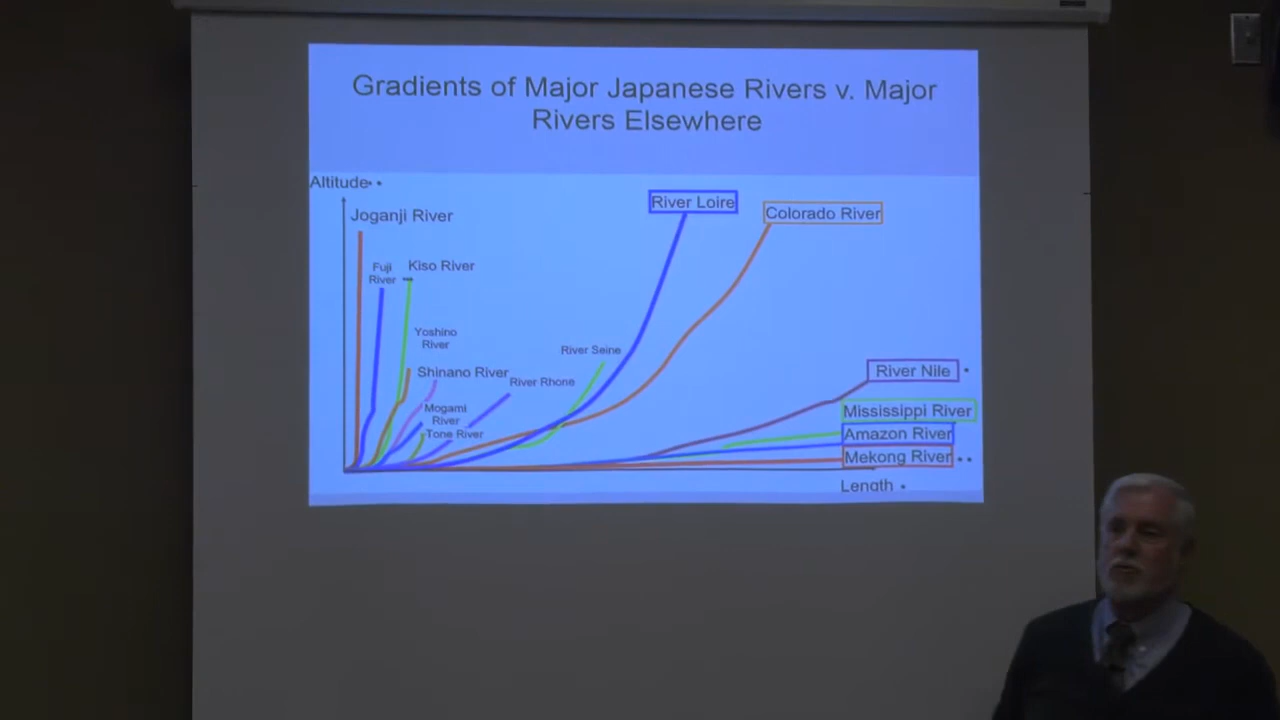 Gradients of Major Japanese Rivers v. Major
Rivers Elsewhere
Altitude
Joganji River
River Loire
Colorado River
Fuji
River
Kiso River
Yoshino
River
River Seine
Shinano River
River Rhone
River Nile
Mogami
River
Mississippi River
Tone River
Amazon River
Mekong River
Length